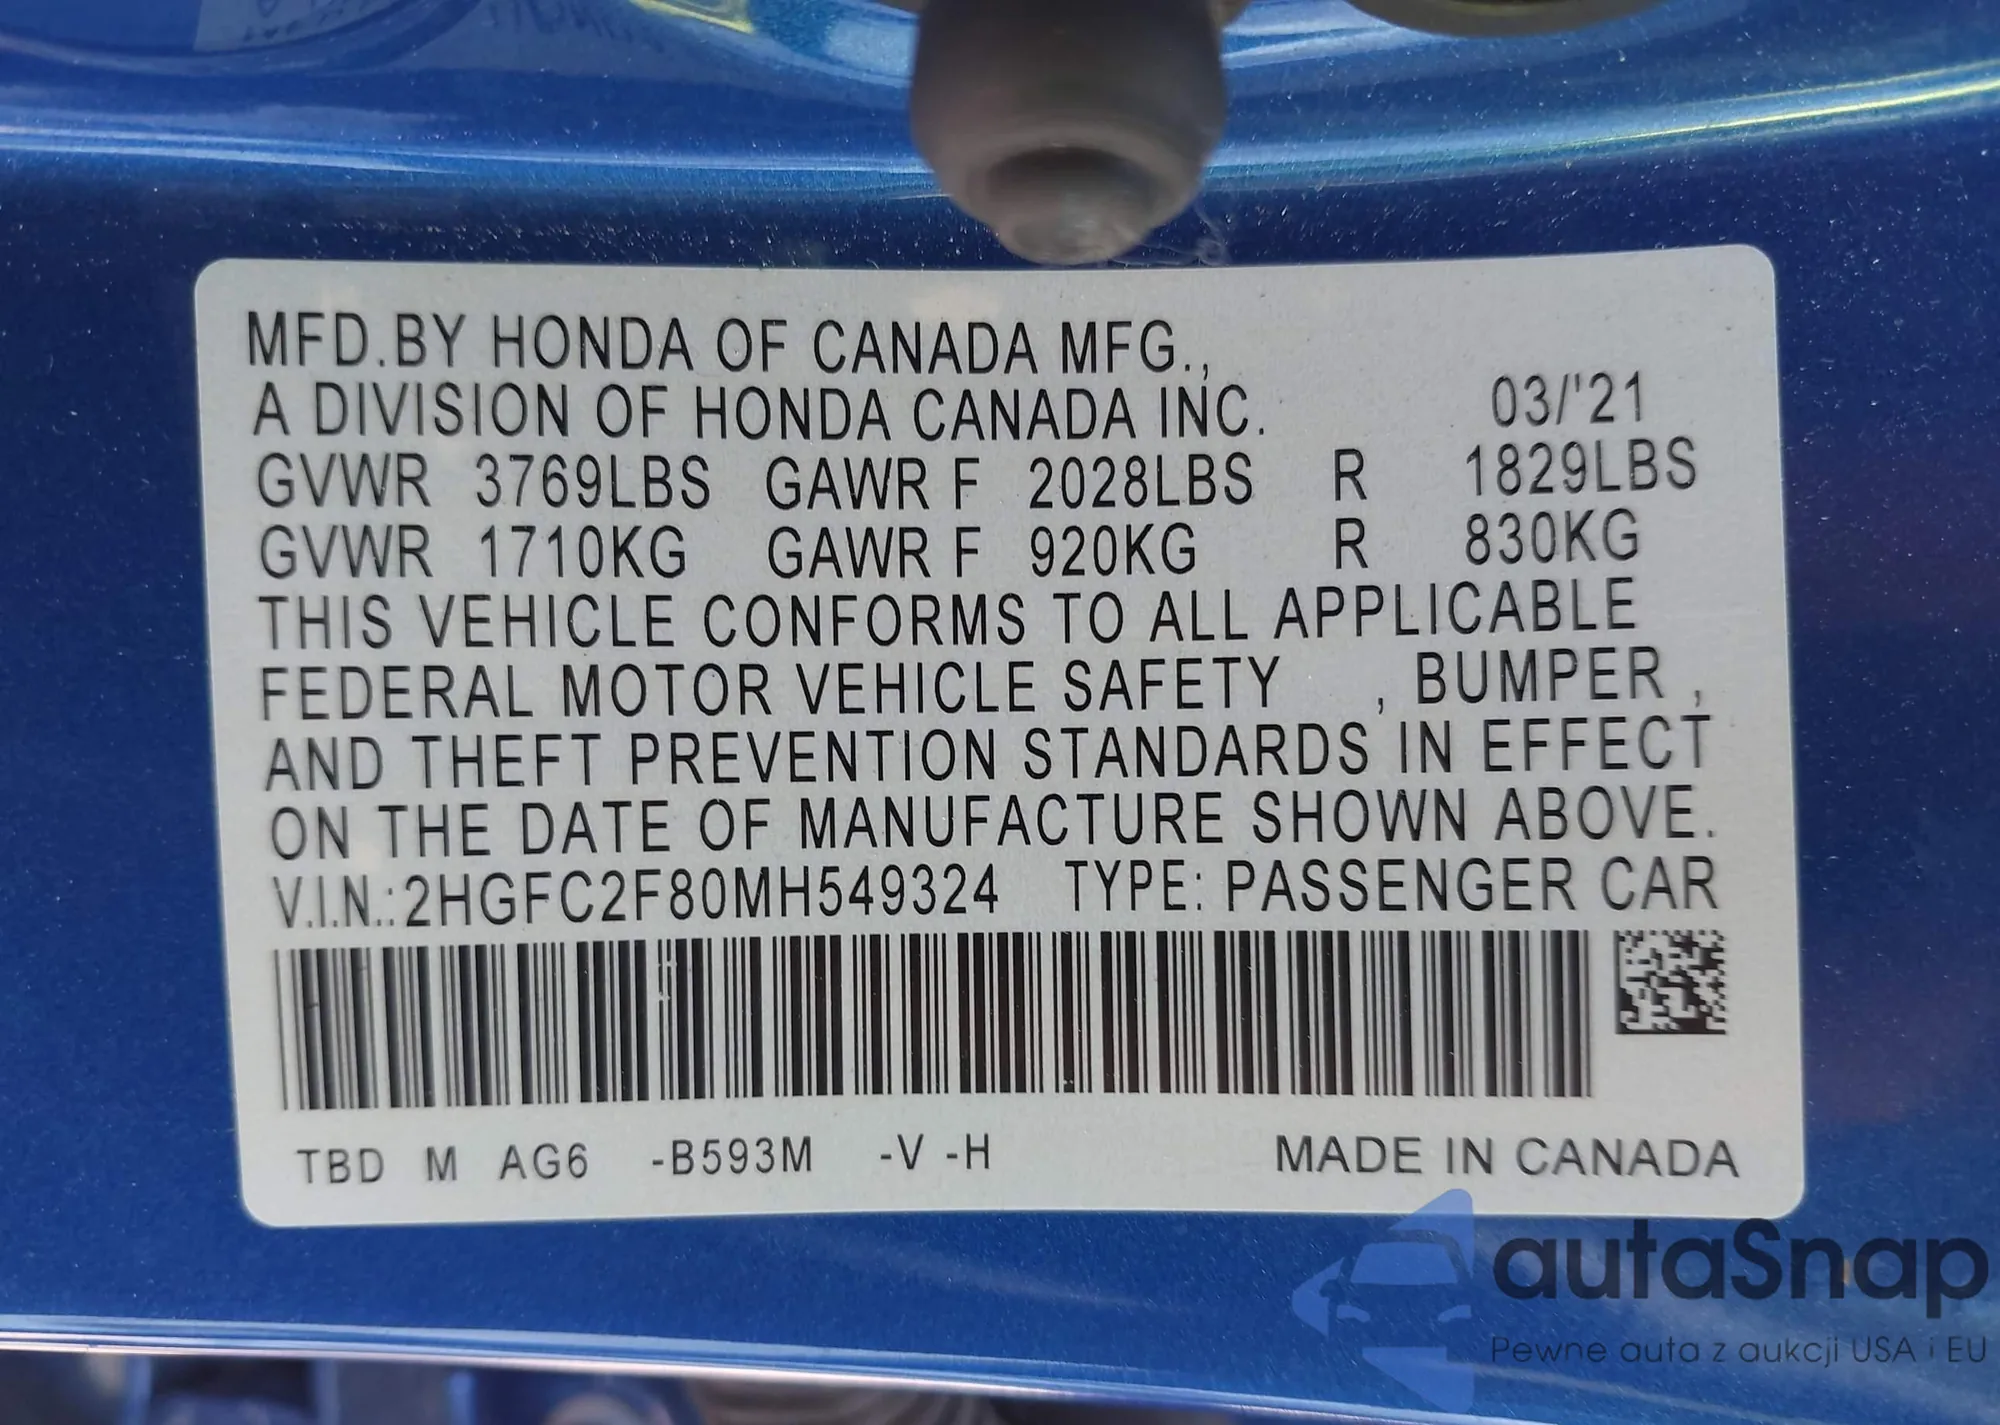 MFD.BY HONDA OF CANADA MFG.,
A DIVISION OF HONDA CANADA INC. 03/'21
GVWR 3769LBS GAWR F 2028LBS R 1829LBS
GVWR 1710KG GAWR F 920KG R 830KG
THIS VEHICLE CONFORMS TO ALL APPLICABLE
FEDERAL MOTOR VEHICLE SAFETY , BUMPER ,
AND THEFT PREVENTION STANDARDS IN EFFECT
ON THE DATE OF MANUFACTURE SHOWN ABOVE.
V.I.N.:2HGFC2F80MH549324 TYPE: PASSENGER CAR
TBD M AG6 -B593M -V -H MADE IN CANADA
autaSnap
Pewne auta z aukcji USA i EU